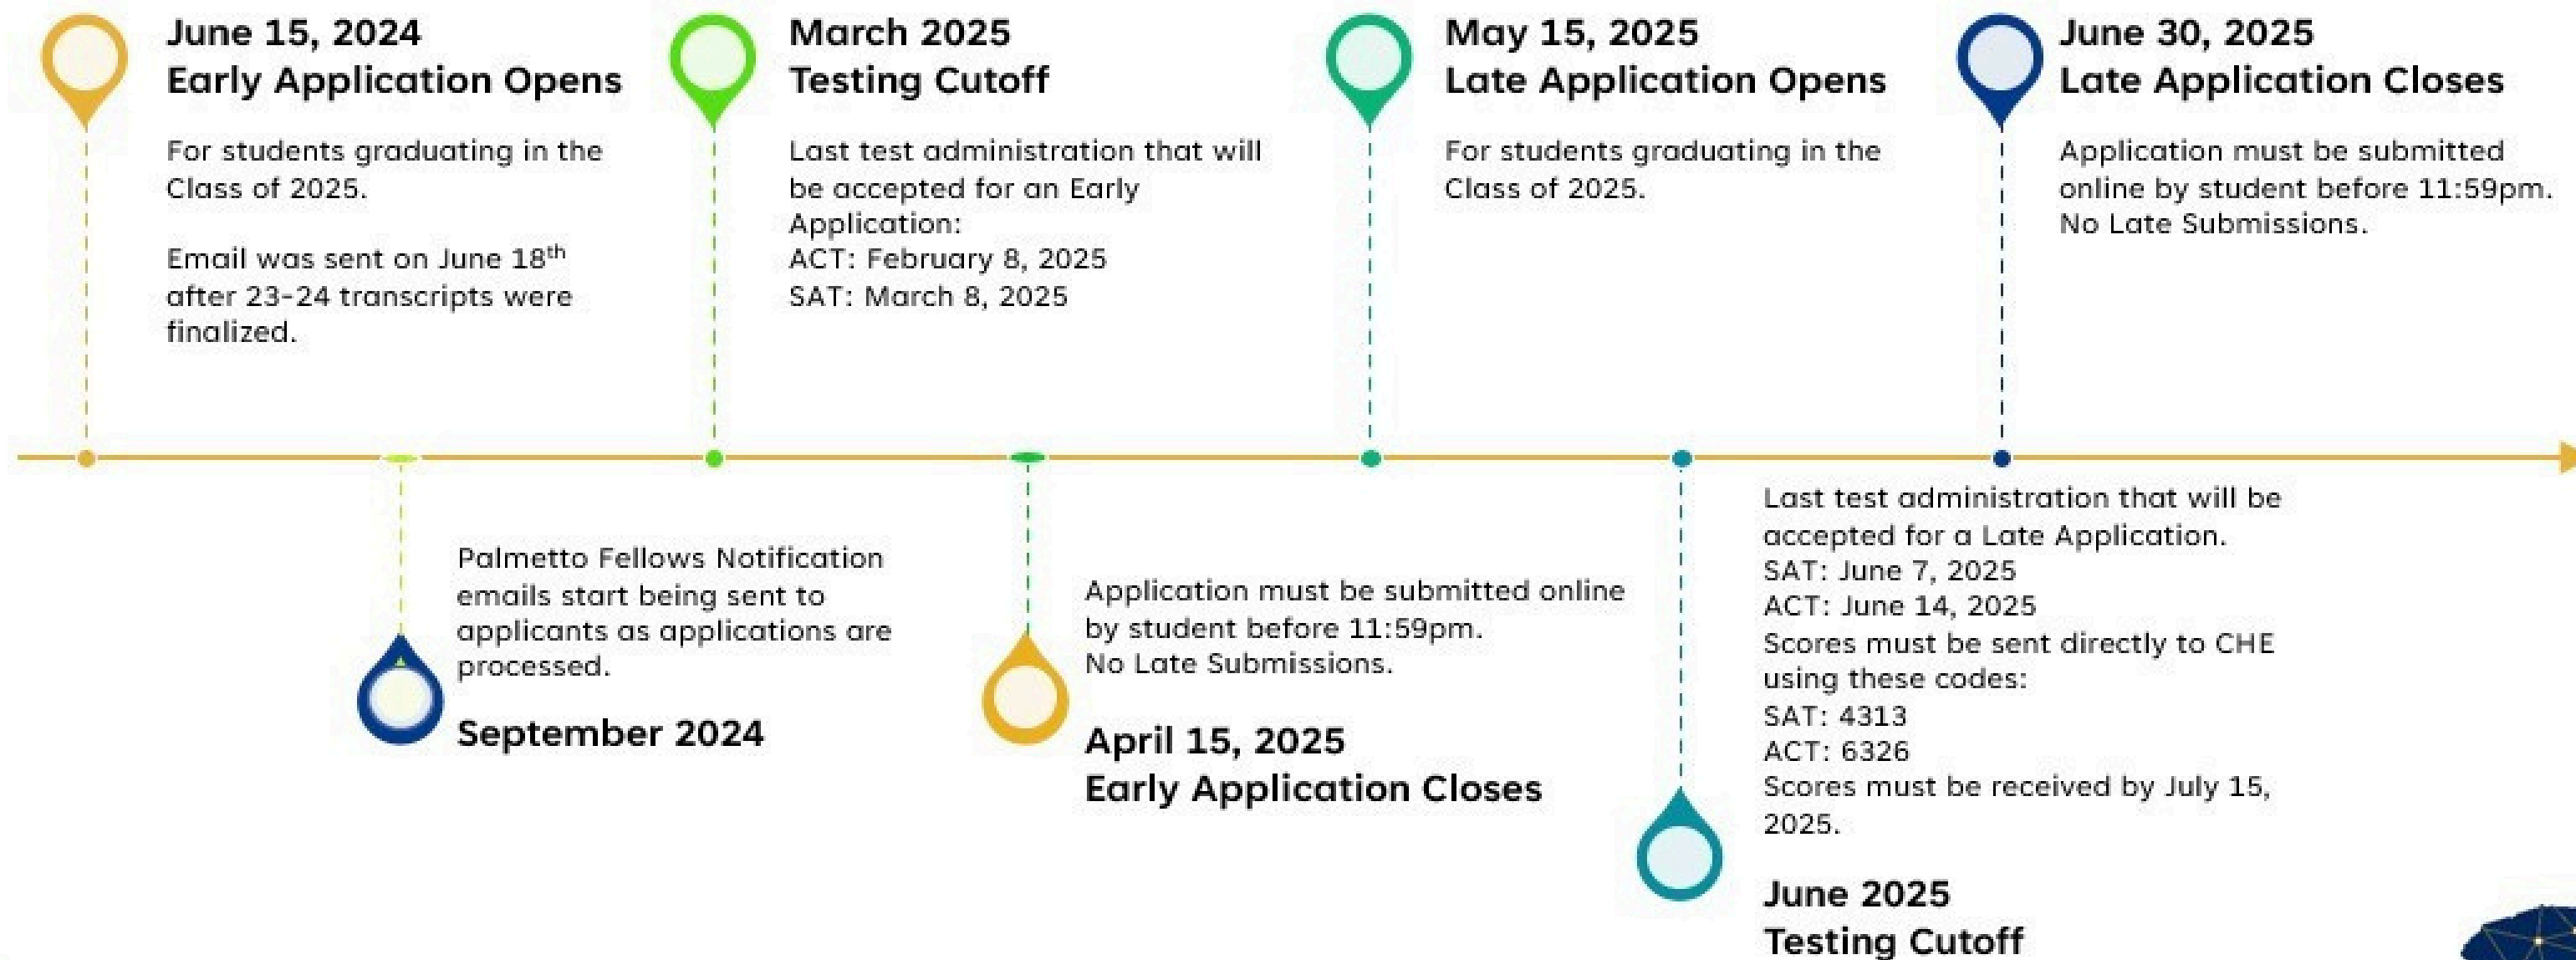 June 15, 2024
Early Application Opens
For students graduating in the
Class of 2025.
Email was sent on June 18th
after 23-24 transcripts were
finalized.
Palmetto Fellows Notification
emails start being sent to
applicants as applications are
processed.
September 2024
March 2025
Testing Cutoff
Last test administration that will
be accepted for an Early
Application:
ACT: February 8, 2025
SAT: March 8, 2025
Application must be submitted online
by student before 11:59pm.
No Late Submissions.
April 15, 2025
Early Application Closes
May 15, 2025
Late Application Opens
For students graduating in the
Class of 2025.
Last test administration that will be
accepted for a Late Application.
SAT: June 7, 2025
ACT: June 14, 2025
Scores must be sent directly to CHE
using these codes:
SAT: 4313
ACT: 6326
Scores must be received by July 15,
2025.
June 2025
Testing Cutoff
June 30, 2025
Late Application Closes
Application must be submitted
online by student before 11:59pm.
No Late Submissions.